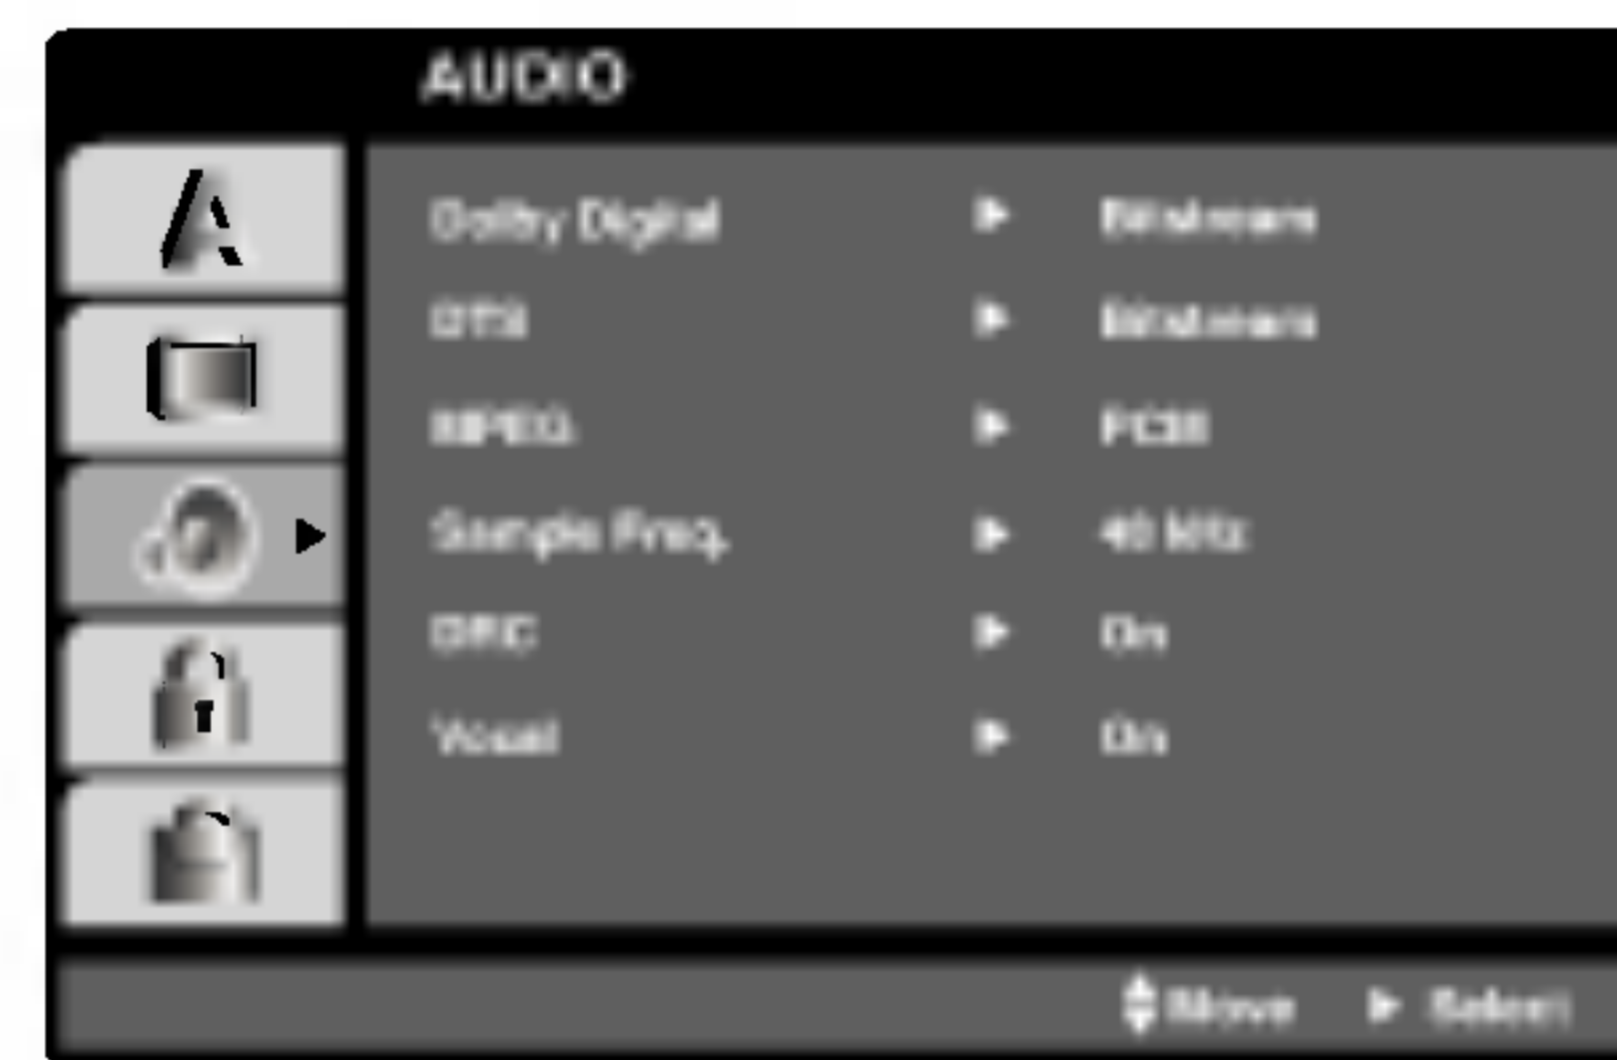 AUDIO
Dolby Digital ▶ Bitstream
DTS ▶ Bitstream
MPEG ▶ PCM
Sample Freq. ▶ 48 kHz
DRC ▶ On
Vocal ▶ On
Move ▶ Select